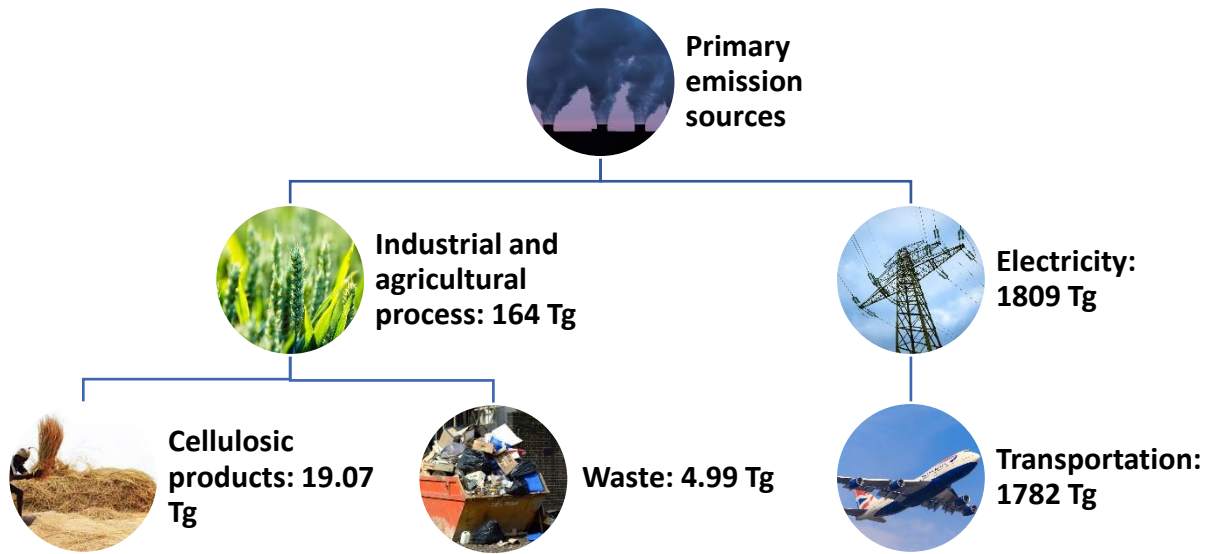 Primary
emission
sources
Industrial and
agricultural
process: 164 Tg
Electricity:
1809 Tg
Cellulosic
products: 19.07
Tg
Waste: 4.99 Tg
Transportation:
1782 Tg